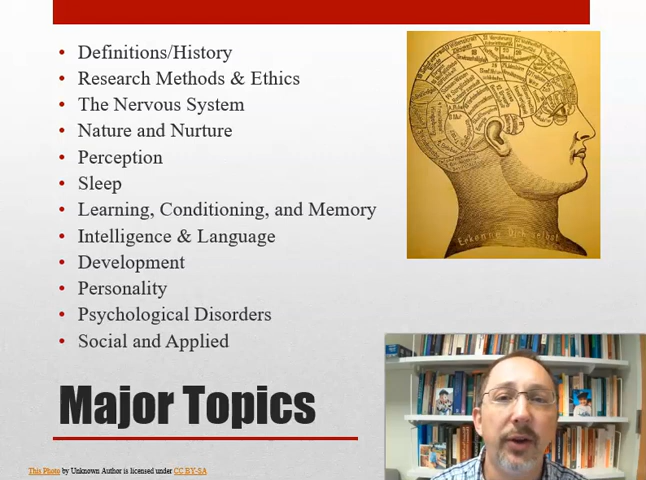 Definitions/History
Research Methods & Ethics
The Nervous System
Nature and Nurture
Perception
Sleep
Learning, Conditioning, and Memory
Intelligence & Language
Development
Personality
Psychological Disorders
Social and Applied
Major Topics
This Photo by Unknown Author is licensed under CC BY-SA